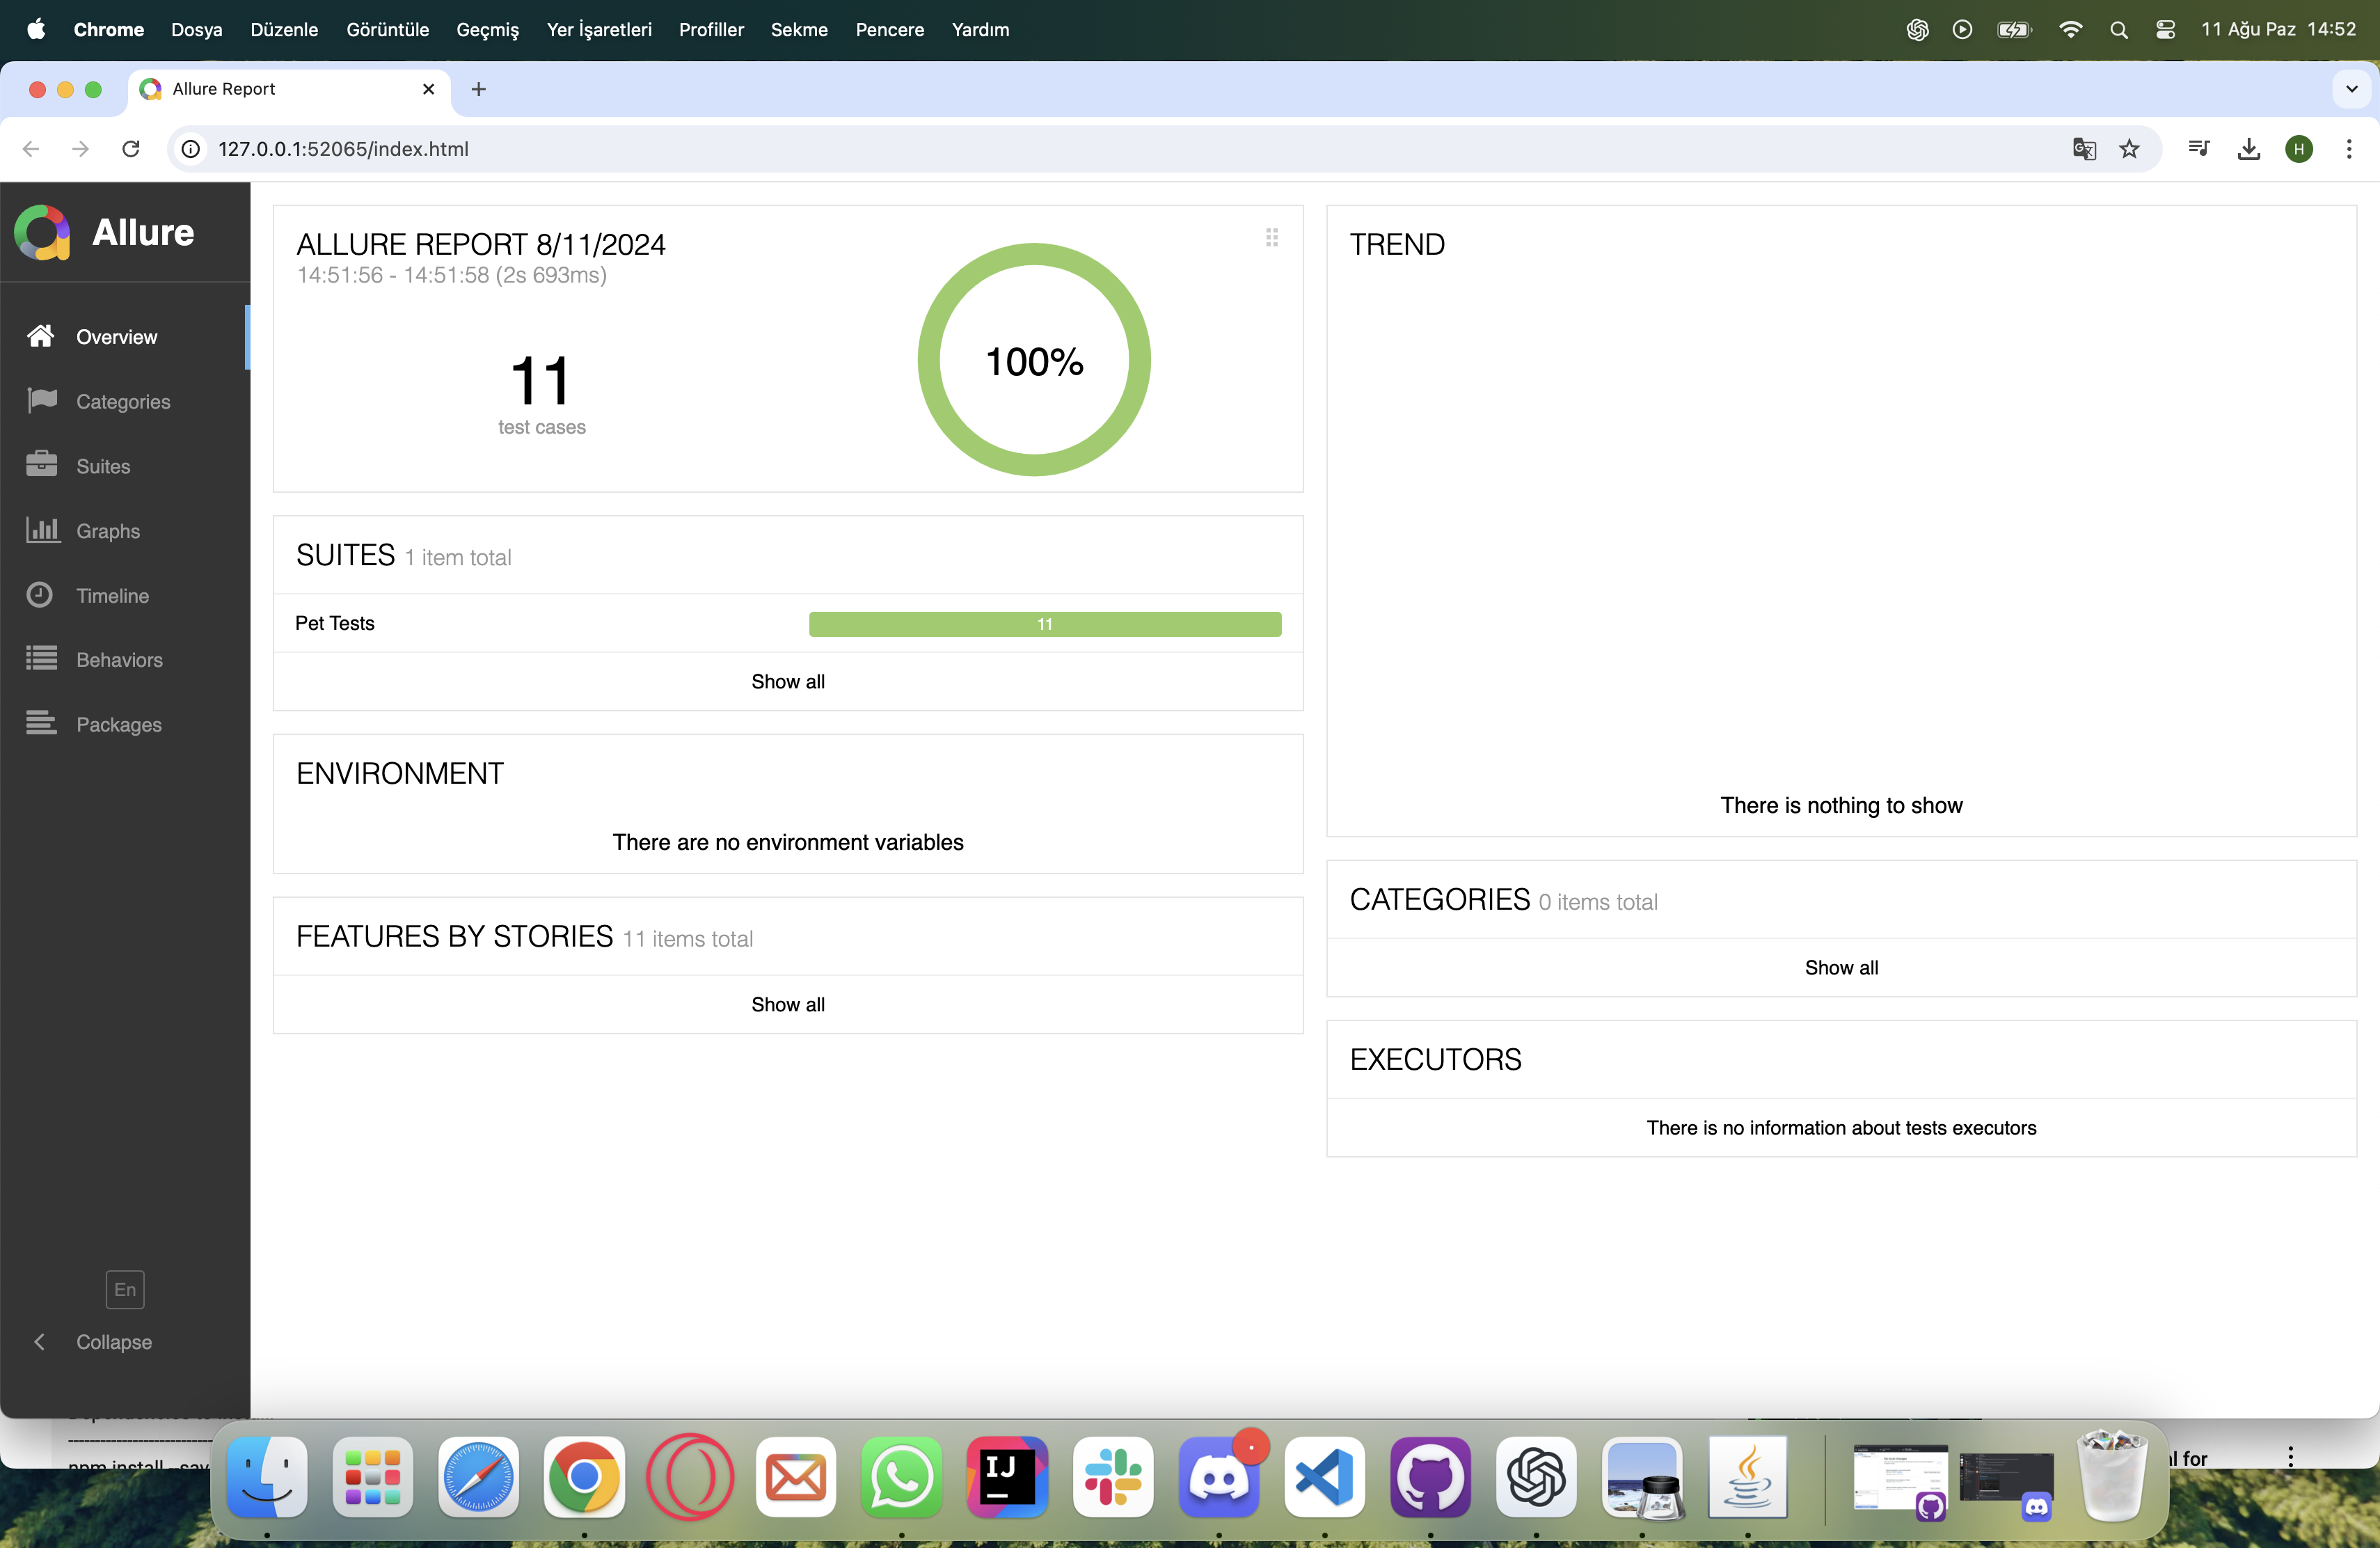 Chrome Dosya Düzenle Görüntüle Geçmiş Yer İşaretleri Profiller Sekme Pencere Yardım 11 Ağu Paz 14:52
Allure Report
127.0.0.1:52065/index.html
H
Allure
Overview
Categories
Suites
Graphs
Timeline
Behaviors
Packages
En
Collapse
ALLURE REPORT 8/11/2024
14:51:56 - 14:51:58 (2s 693ms)
11
test cases
100%
SUITES 1 item total
Pet Tests 11
Show all
ENVIRONMENT
There are no environment variables
FEATURES BY STORIES 11 items total
Show all
TREND
There is nothing to show
CATEGORIES 0 items total
Show all
EXECUTORS
There is no information about tests executors
npm install --sav
al for
IJ